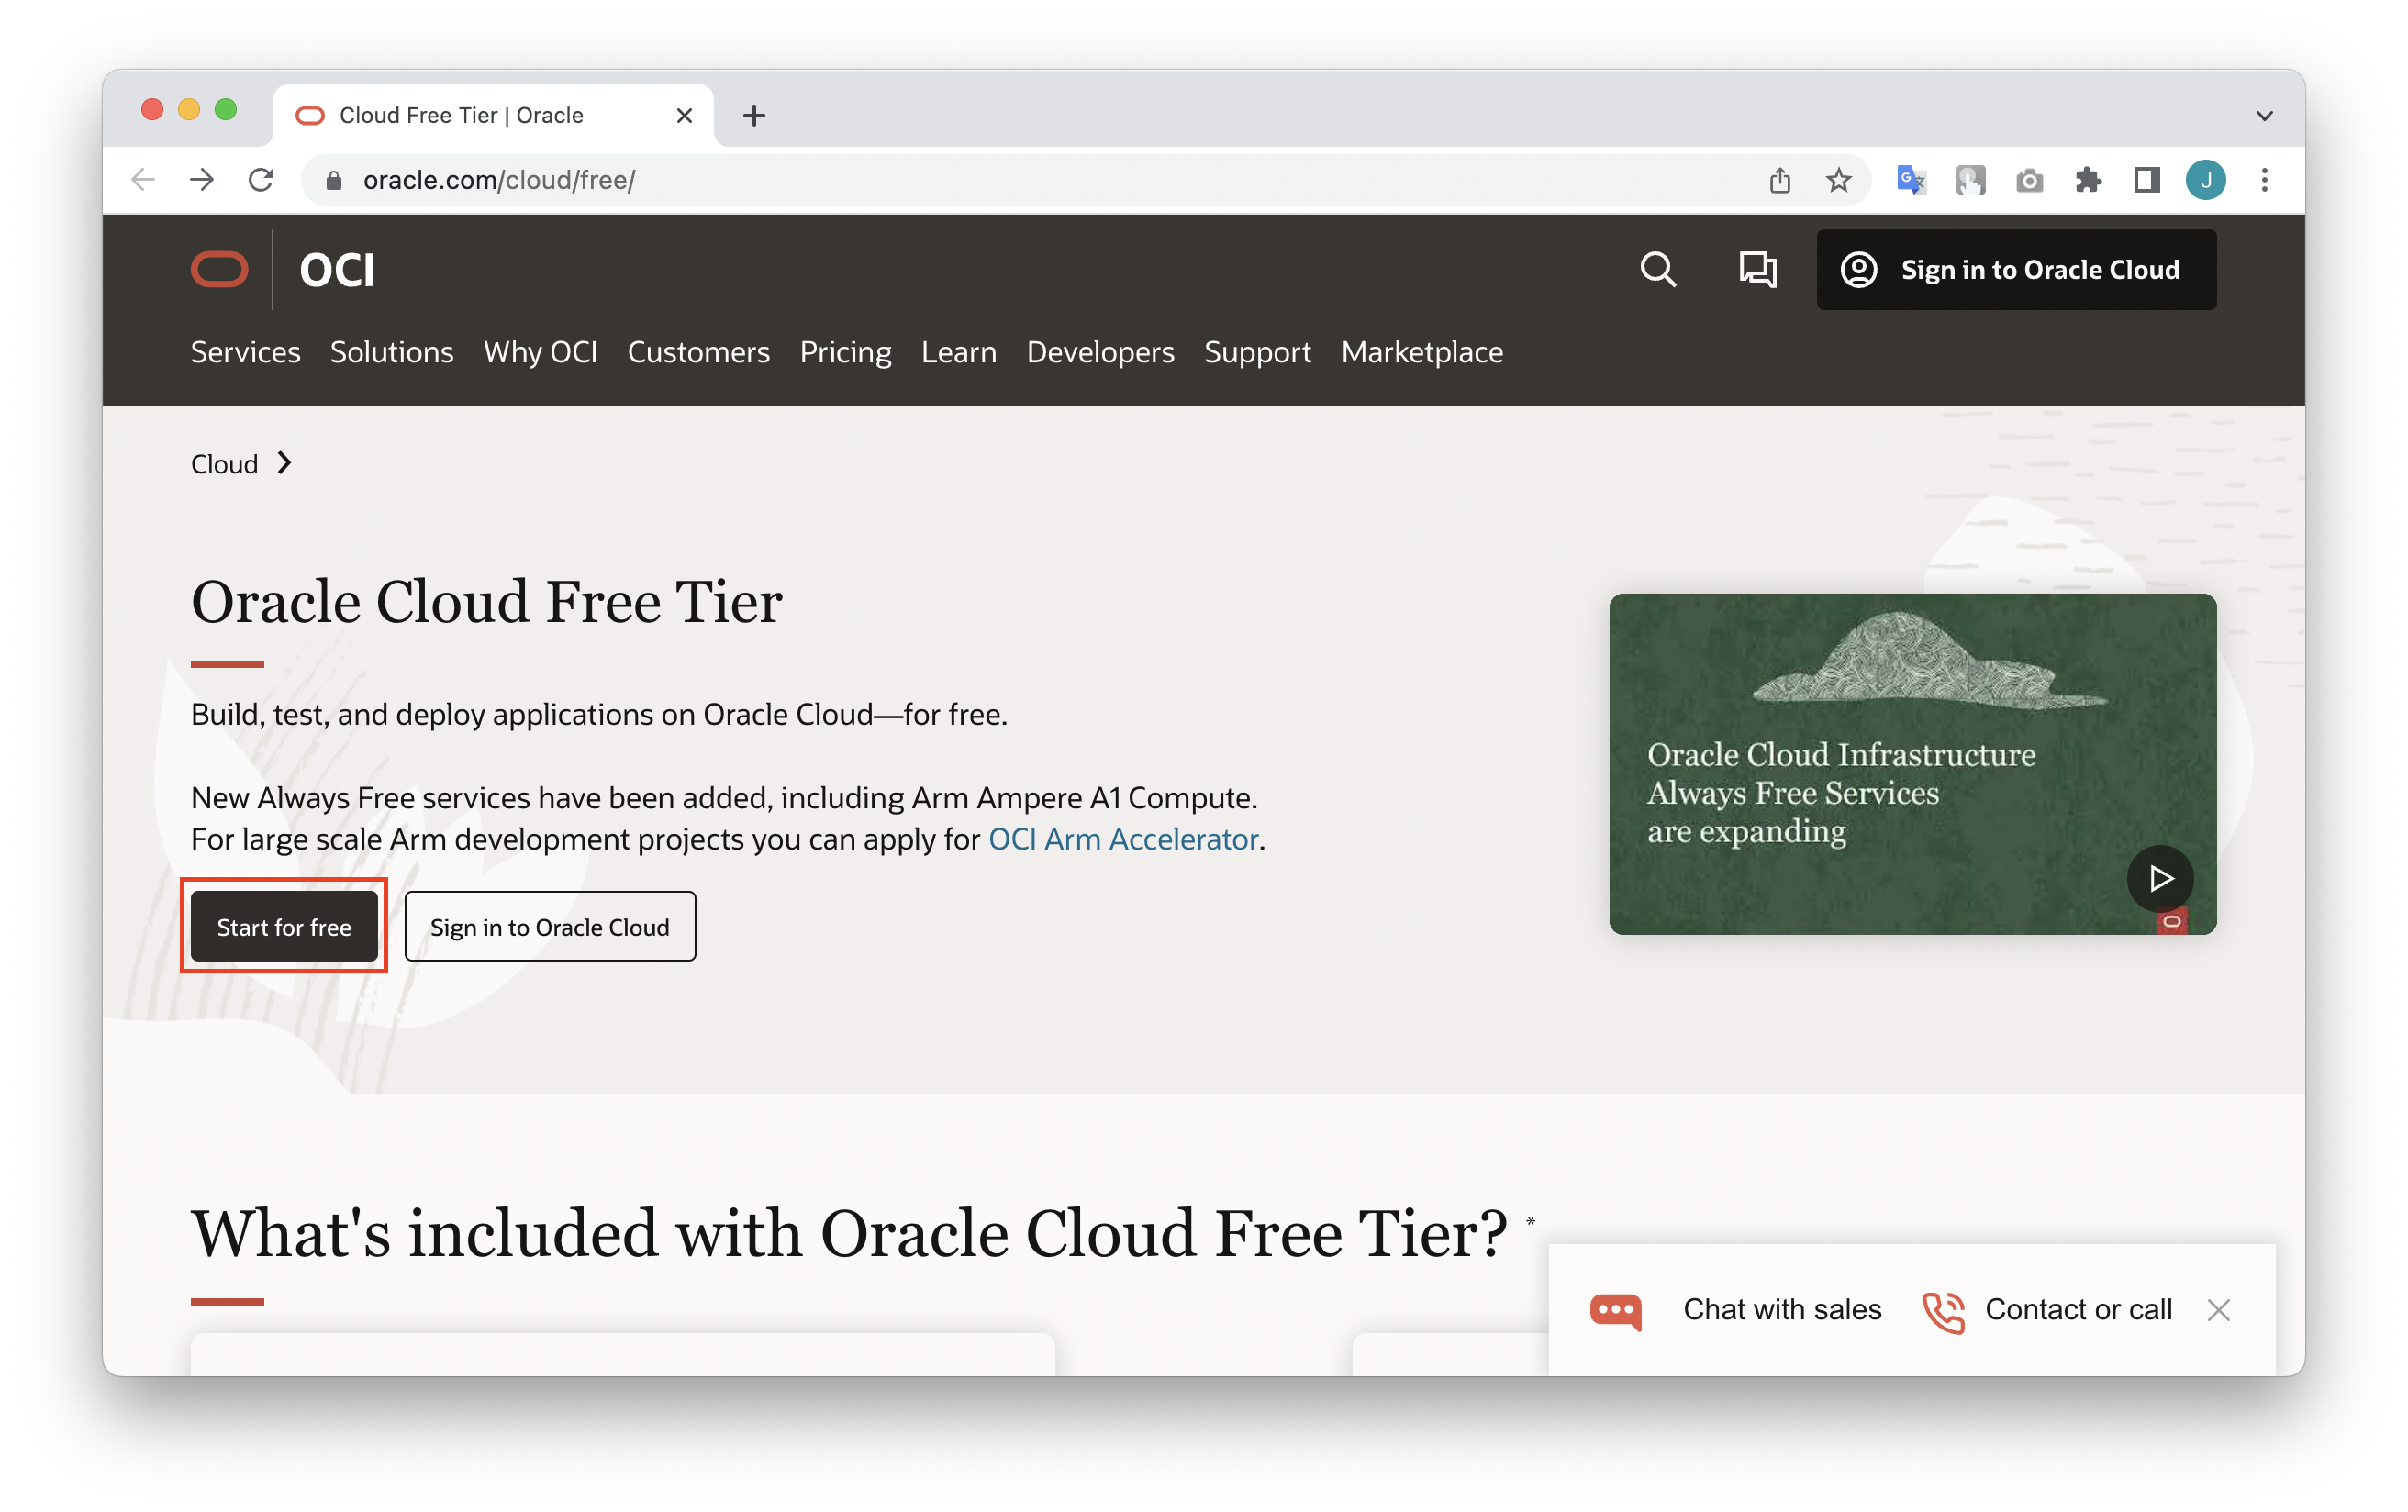 Cloud Free Tier | Oracle
oracle.com/cloud/free/
J
OCI
Sign in to Oracle Cloud
Services Solutions Why OCI Customers Pricing Learn Developers Support Marketplace
Cloud
Oracle Cloud Free Tier
Build, test, and deploy applications on Oracle Cloud—for free.
New Always Free services have been added, including Arm Ampere A1 Compute.
For large scale Arm development projects you can apply for OCI Arm Accelerator.
Start for free
Sign in to Oracle Cloud
Oracle Cloud Infrastructure
Always Free Services
are expanding
What's included with Oracle Cloud Free Tier? *
Chat with sales
Contact or call